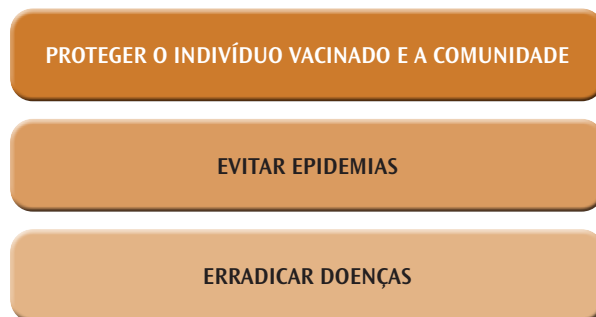 PROTEGER O INDIVÍDUO VACINADO E A COMUNIDADE
EVITAR EPIDEMIAS
ERRADICAR DOENÇAS